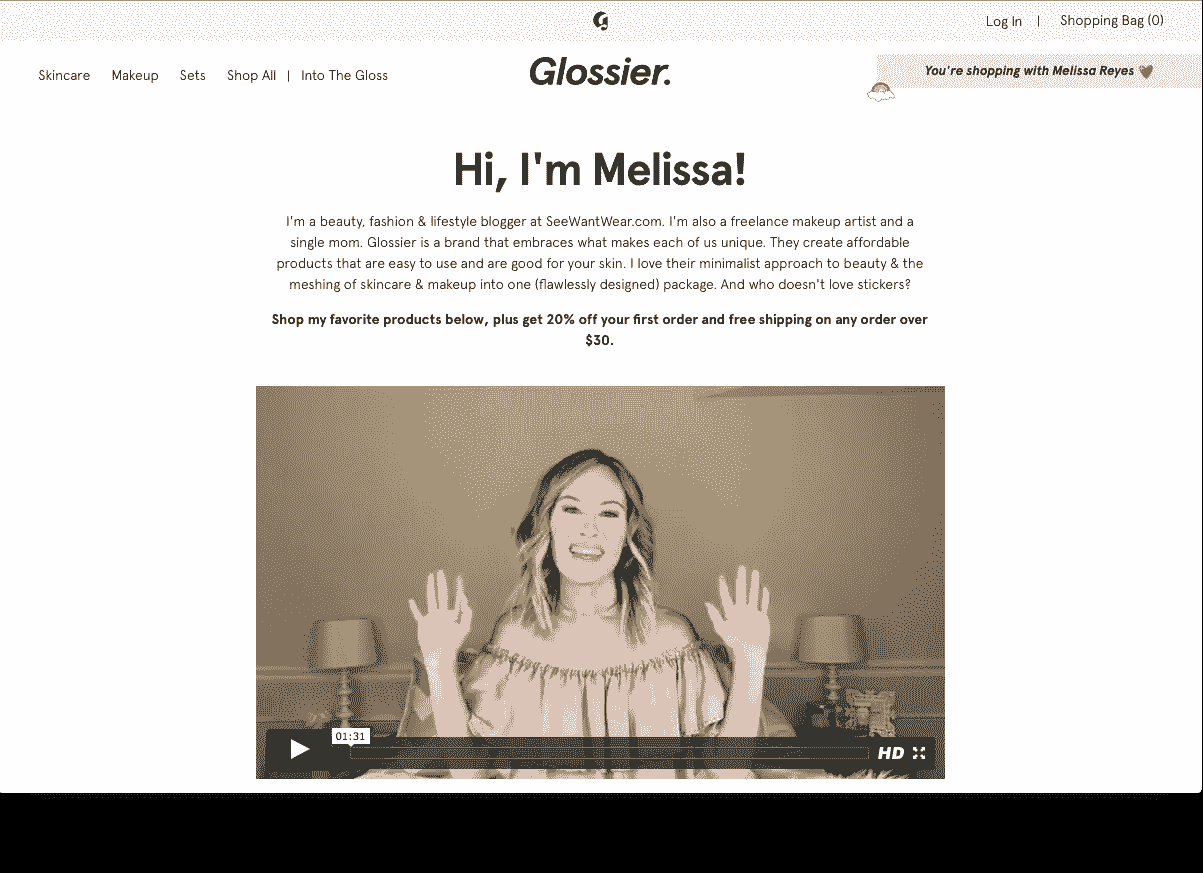 Log In | Shopping Bag (0)
Skincare Makeup Sets Shop All | Into The Gloss
Glossier.
You're shopping with Melissa Reyes
Hi, I'm Melissa!
I'm a beauty, fashion & lifestyle blogger at SeeWantWear.com. I'm also a freelance makeup artist and a
single mom. Glossier is a brand that embraces what makes each of us unique. They create affordable
products that are easy to use and are good for your skin. I love their minimalist approach to beauty & the
meshing of skincare & makeup into one (flawlessly designed) package. And who doesn't love stickers?
Shop my favorite products below, plus get 20% off your first order and free shipping on any order over
$30.
01:31
HD